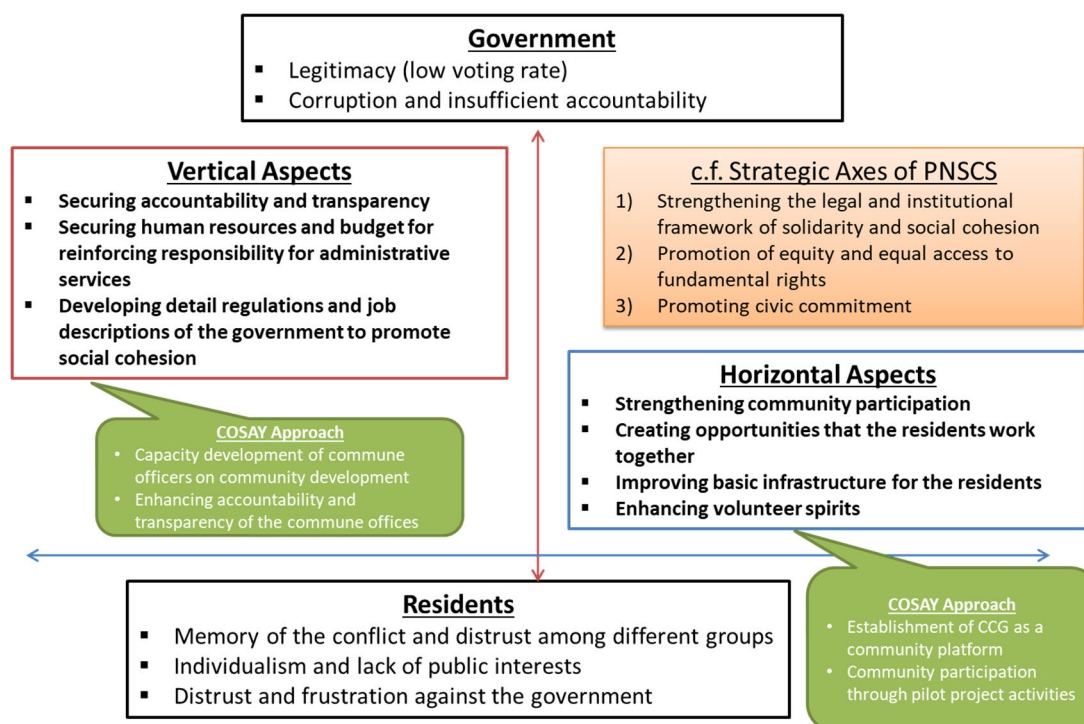 Government
▪ Legitimacy (low voting rate)
▪ Corruption and insufficient accountability
Vertical Aspects
▪ Securing accountability and transparency
▪ Securing human resources and budget for
reinforcing responsibility for administrative
services
▪ Developing detail regulations and job
descriptions of the government to promote
social cohesion
c.f. Strategic Axes of PNSCS
1) Strengthening the legal and institutional
framework of solidarity and social cohesion
2) Promotion of equity and equal access to
fundamental rights
3) Promoting civic commitment
COSAY Approach
• Capacity development of commune
officers on community development
• Enhancing accountability and
transparency of the commune offices
Horizontal Aspects
▪ Strengthening community participation
▪ Creating opportunities that the residents work
together
▪ Improving basic infrastructure for the residents
▪ Enhancing volunteer spirits
Residents
▪ Memory of the conflict and distrust among different groups
▪ Individualism and lack of public interests
▪ Distrust and frustration against the government
COSAY Approach
• Establishment of CCG as a
community platform
• Community participation
through pilot project activities